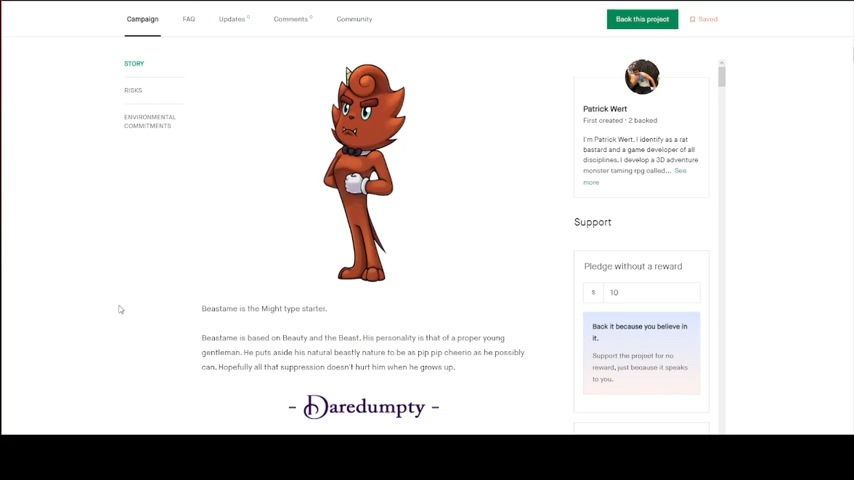 Campaign
FAQ
Updates 0
Comments 0
Community
Back this project
Saved
STORY
RISKS
ENVIRONMENTAL
COMMITMENTS
Beastame is the Might type starter.
Beastame is based on Beauty and the Beast. His personality is that of a proper young
gentleman. He puts aside his natural beastly nature to be as pip pip cheerio as he possibly
can. Hopefully all that suppression doesn't hurt him when he grows up.
- Daredumpty -
Patrick Wert
First created · 2 backed
I'm Patrick Wert. I identify as a rat
bastard and a game developer of all
disciplines. I develop a 3D adventure
monster taming rpg called... See
more
Support
Pledge without a reward
$ 10
Back it because you believe in
it.
Support the project for no
reward, just because it speaks
to you.